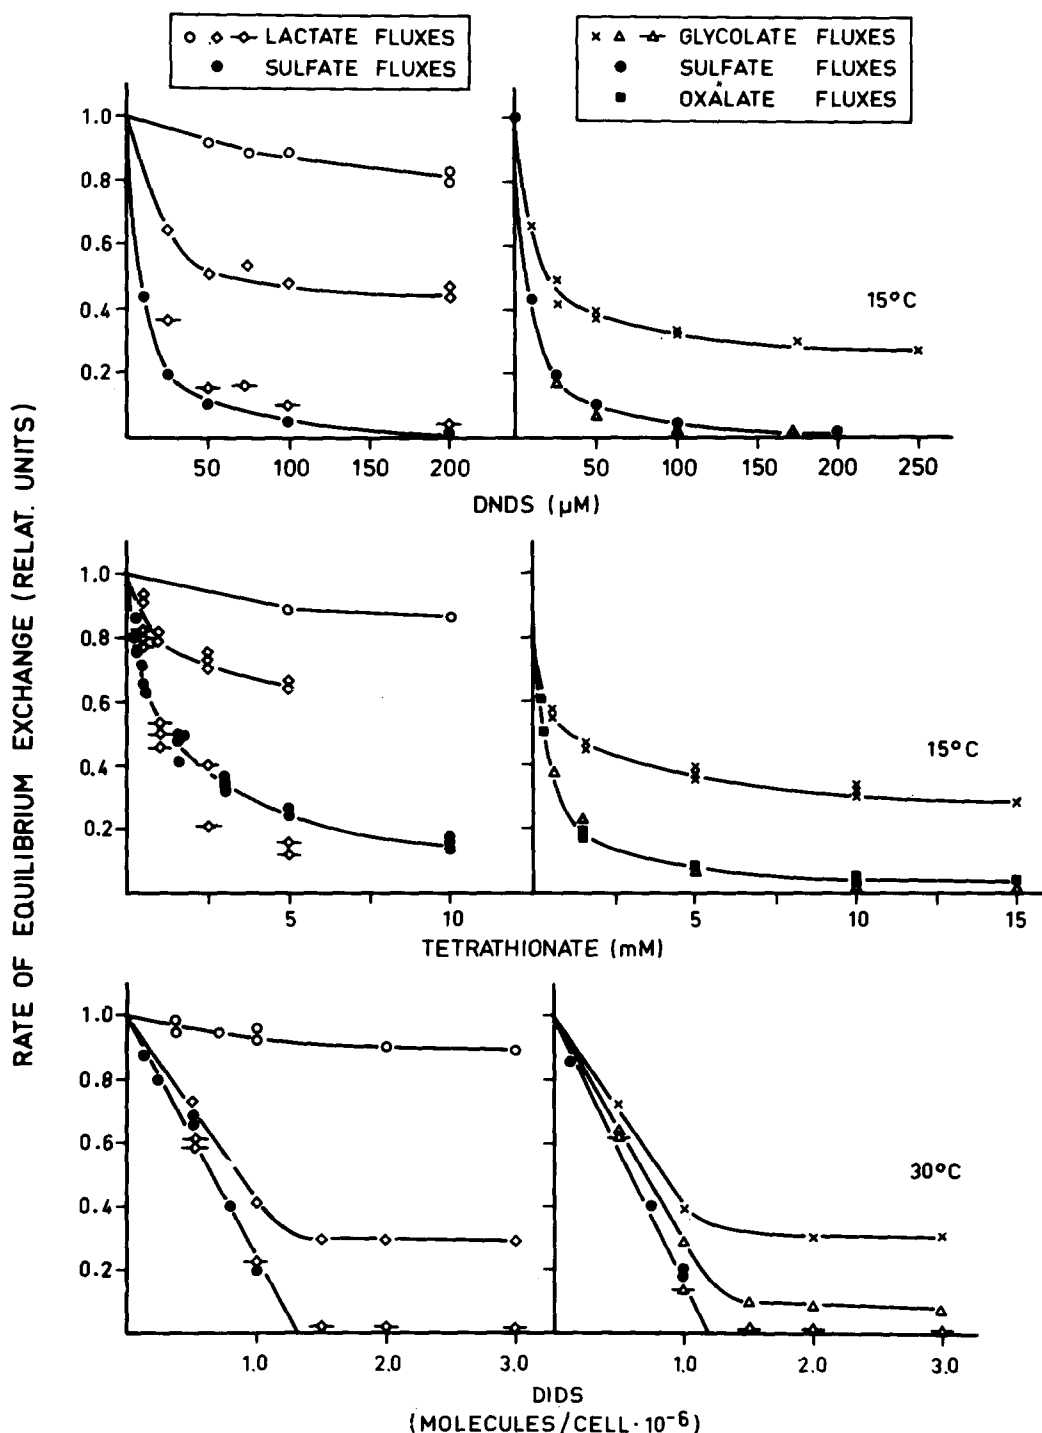 LACTATE FLUXES
SULFATE FLUXES
GLYCOLATE FLUXES
SULFATE FLUXES
OXALATE FLUXES
RATE OF EQUILIBRIUM EXCHANGE (RELAT. UNITS)
1.0
0.8
0.6
0.4
0.2
15°C
50 100 150 200 50 100 150 200 250
DNDS (µM)
1.0
0.8
0.6
0.4
0.2
15°C
5 10 5 10 15
TETRATHIONATE (mM)
1.0
0.8
0.6
0.4
0.2
30°C
1.0 2.0 3.0 1.0 2.0 3.0
DIDS
(MOLECULES/CELL·10⁻⁶)